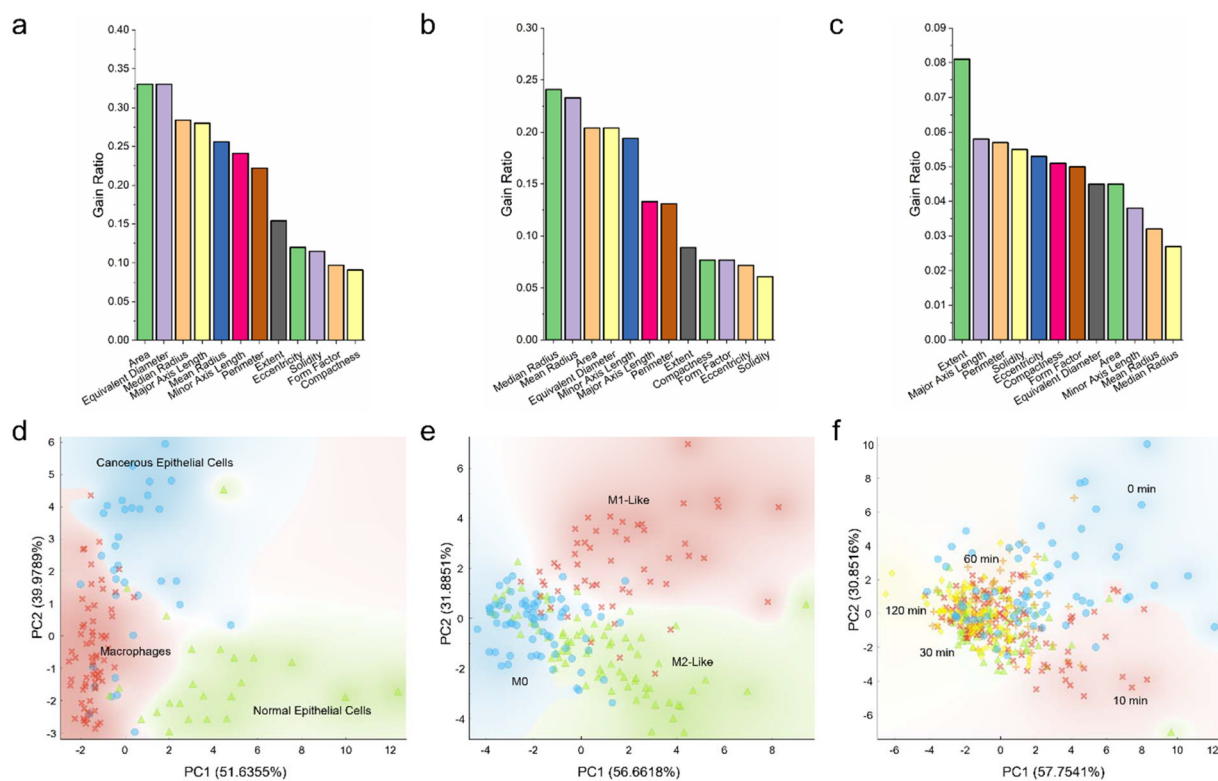 a
b
c
0.40
0.35
0.30
0.25
0.20
0.15
0.10
0.05
0.00
Gain Ratio
Area
Equivalent Diameter
Median Radius
Major Axis Length
Mean Radius
Minor Axis Length
Perimeter
Extent
Eccentricity
Solidity
Form Factor
Compactness
0.30
0.25
0.20
0.15
0.10
0.05
0.00
Gain Ratio
Median Radius
Mean Radius
Area
Equivalent Diameter
Minor Axis Length
Major Axis Length
Perimeter
Extent
Compactness
Form Factor
Eccentricity
Solidity
0.09
0.08
0.07
0.06
0.05
0.04
0.03
0.02
0.01
0.00
Gain Ratio
Extent
Major Axis Length
Perimeter
Solidity
Eccentricity
Compactness
Form Factor
Equivalent Diameter
Area
Minor Axis Length
Mean Radius
Median Radius
d
e
f
6
5
4
3
2
1
0
-1
-2
-3
PC2 (39.9789%)
Cancerous Epithelial Cells
Macrophages
Normal Epithelial Cells
-2 0 2 4 6 8 10 12
PC1 (51.6355%)
6
4
2
0
-2
-4
PC2 (31.8851%)
M1-Like
M2-Like
M0
-4 -2 0 2 4 6 8
PC1 (56.6618%)
10
8
6
4
2
0
-2
-4
-6
PC2 (30.8516%)
0 min
60 min
120 min
30 min
10 min
-6 -4 -2 0 2 4 6 8 10 12
PC1 (57.7541%)